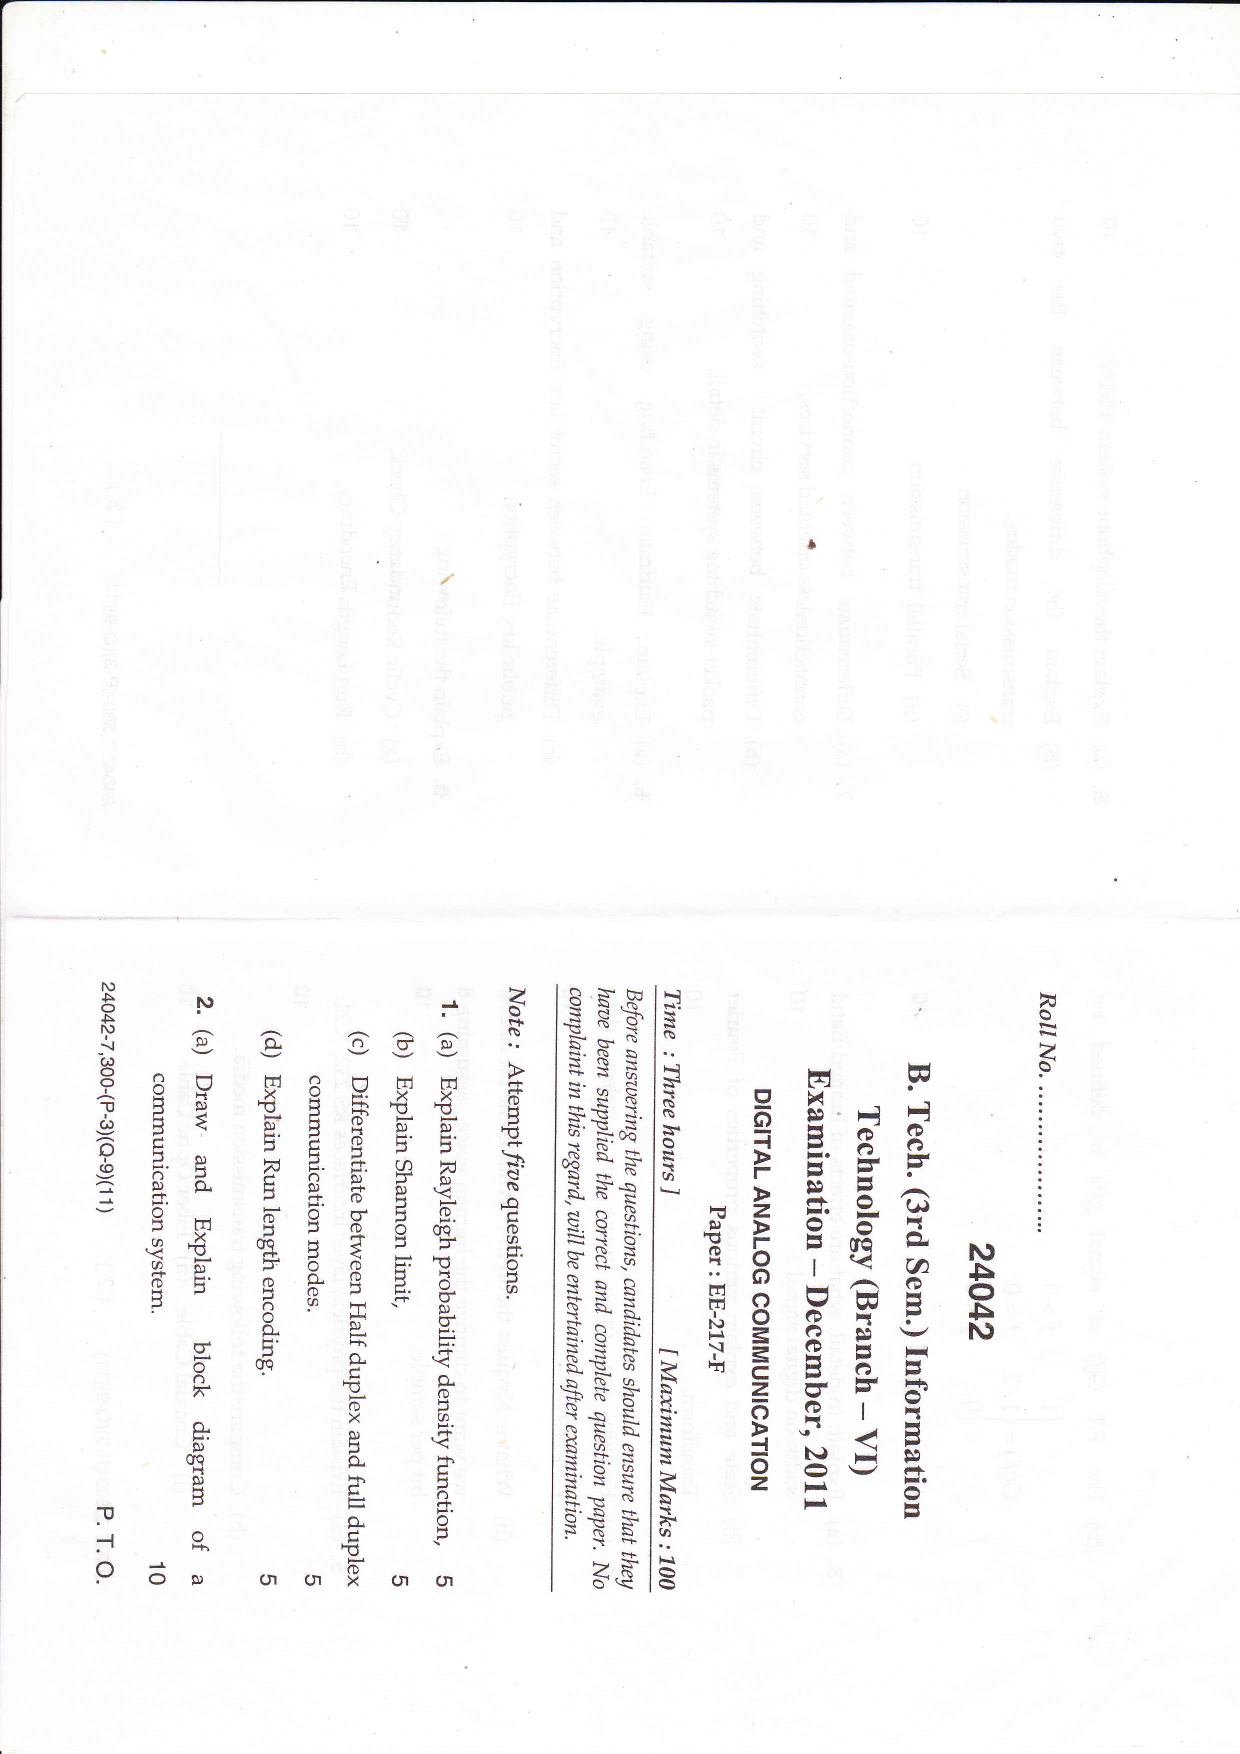 Roll No. .....................
24042
B. Tech. (3rd Sem.) Information
Technology (Branch – VI)
Examination – December, 2011
DIGITAL ANALOG COMMUNICATION
Paper : EE-217-F
Time : Three hours ] [ Maximum Marks : 100
Before answering the questions, candidates should ensure that they
have been supplied the correct and complete question paper. No
complaint in this regard, will be entertained after examination.
Note : Attempt five questions.
1. (a) Explain Rayleigh probability density function, 5
(b) Explain Shannon limit, 5
(c) Differentiate between Half duplex and full duplex
communication modes. 5
(d) Explain Run length encoding. 5
2. (a) Draw and Explain block diagram of a
communication system. 10
24042-7,300-(P-3)(Q-9)(11) P. T. O.